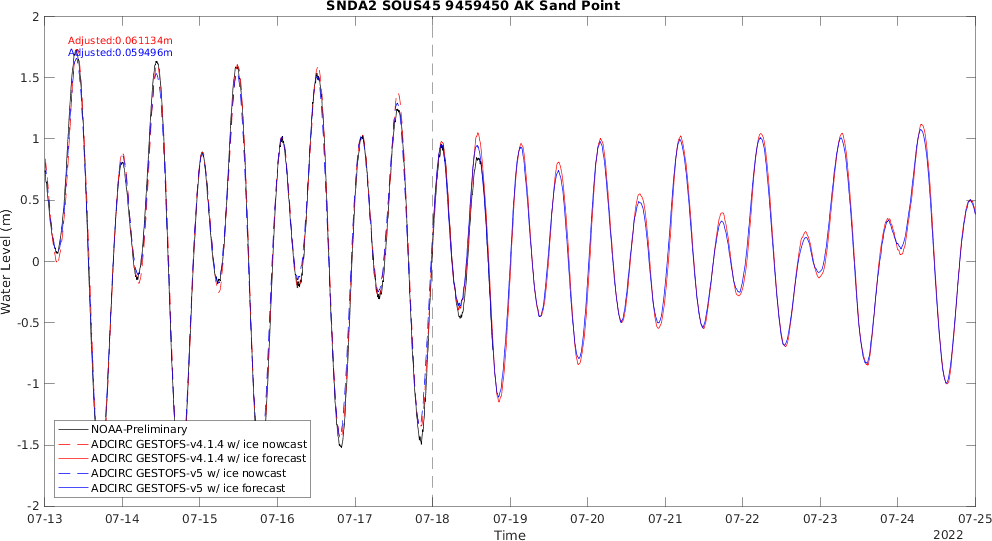 SNDA2 SOUS45 9459450 AK Sand Point
Adjusted:0.061134m
Adjusted:0.059496m
Water Level (m)
2
1.5
1
0.5
0
-0.5
-1
-1.5
-2
NOAA-Preliminary
ADCIRC GESTOFS-v4.1.4 w/ ice nowcast
ADCIRC GESTOFS-v4.1.4 w/ ice forecast
ADCIRC GESTOFS-v5 w/ ice nowcast
ADCIRC GESTOFS-v5 w/ ice forecast
07-13 07-14 07-15 07-16 07-17 07-18 07-19 07-20 07-21 07-22 07-23 07-24 07-25
Time
2022